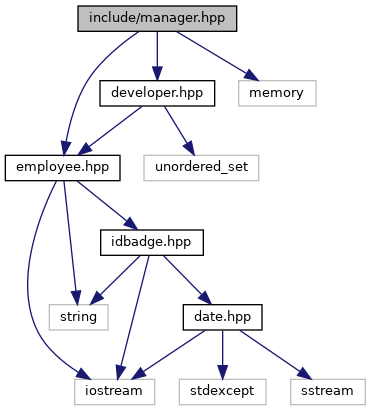 include/manager.hpp
developer.hpp
memory
employee.hpp
unordered_set
idbadge.hpp
string
date.hpp
iostream
stdexcept
sstream